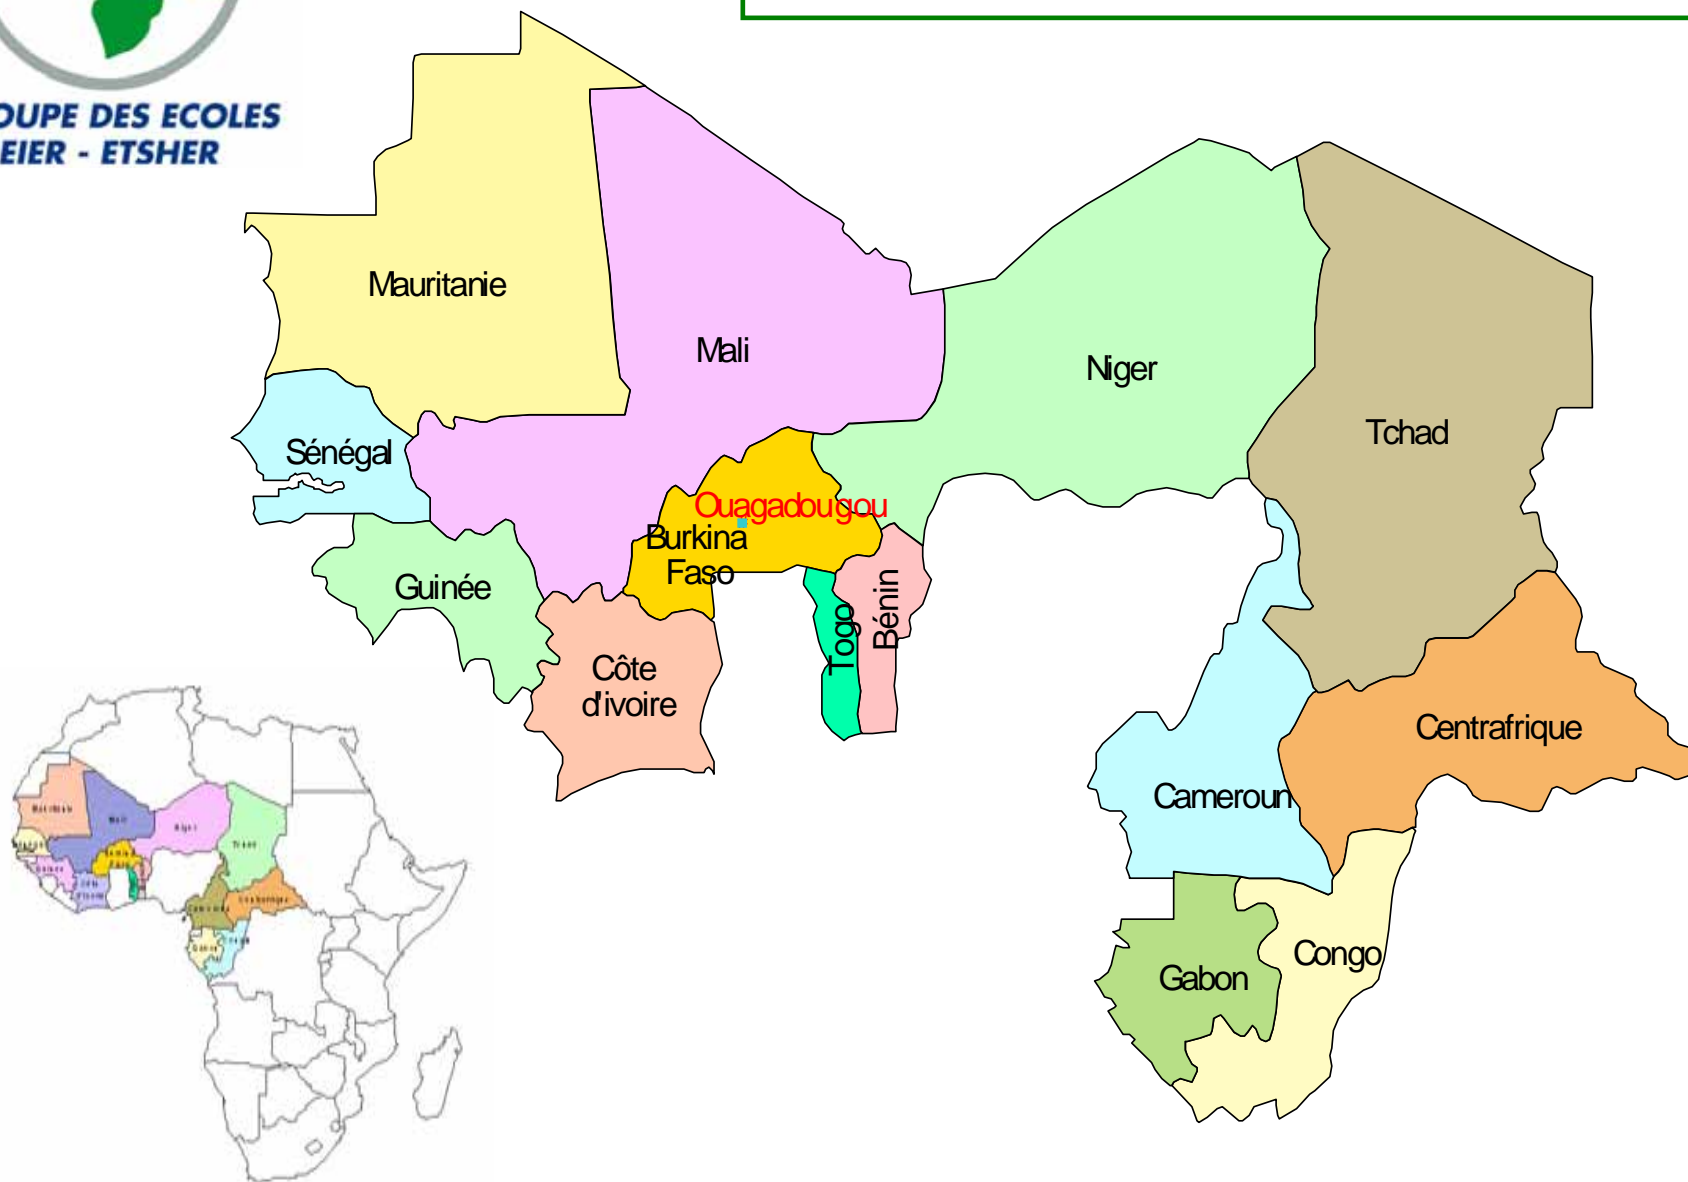 OUPE DES ECOLES
EIER - ETSHER
Mauritanie
Mali
Niger
Tchad
Sénégal
Ouagadougou
Burkina
Faso
Guinée
Togo
Bénin
Côte
d'ivoire
Centrafrique
Cameroun
Congo
Gabon